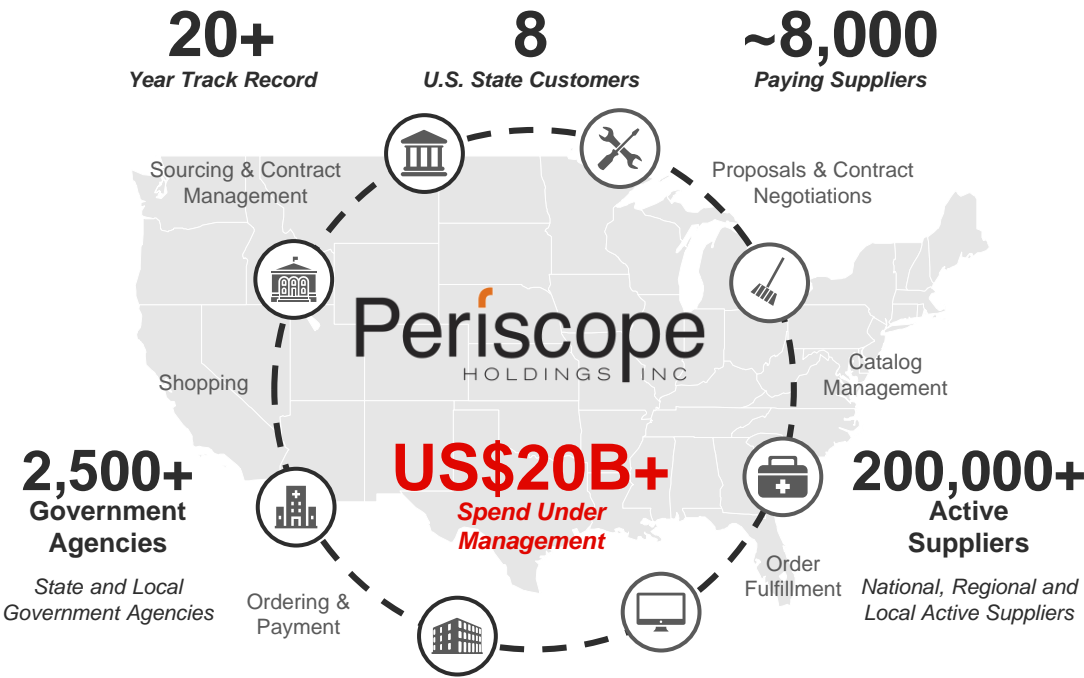 20+
Year Track Record
8
U.S. State Customers
~8,000
Paying Suppliers
Sourcing & Contract
Management
Proposals & Contract
Negotiations
Periscope
HOLDINGS INC
Shopping
Catalog
Management
2,500+
Government
Agencies
State and Local
Government Agencies
US$20B+
Spend Under
Management
200,000+
Active
Suppliers
National, Regional and
Local Active Suppliers
Ordering &
Payment
Order
Fulfillment